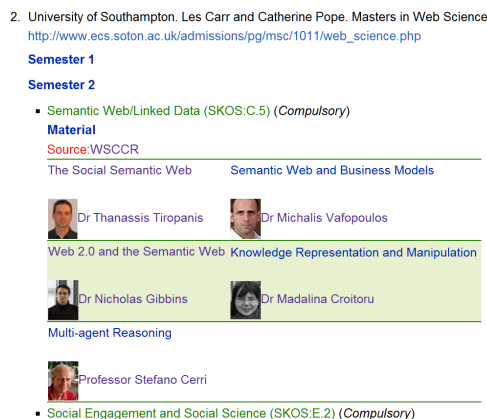 2. University of Southampton. Les Carr and Catherine Pope. Masters in Web Science
http://www.ecs.soton.ac.uk/admissions/pg/msc/1011/web_science.php
Semester 1
Semester 2
Semantic Web/Linked Data (SKOS:C.5) (Compulsory)
Material
Source:WSCCR
The Social Semantic Web Semantic Web and Business Models
Dr Thanassis Tiropanis Dr Michalis Vafopoulos
Web 2.0 and the Semantic Web Knowledge Representation and Manipulation
Dr Nicholas Gibbins Dr Madalina Croitoru
Multi-agent Reasoning
Professor Stefano Cerri
Social Engagement and Social Science (SKOS:E.2) (Compulsory)